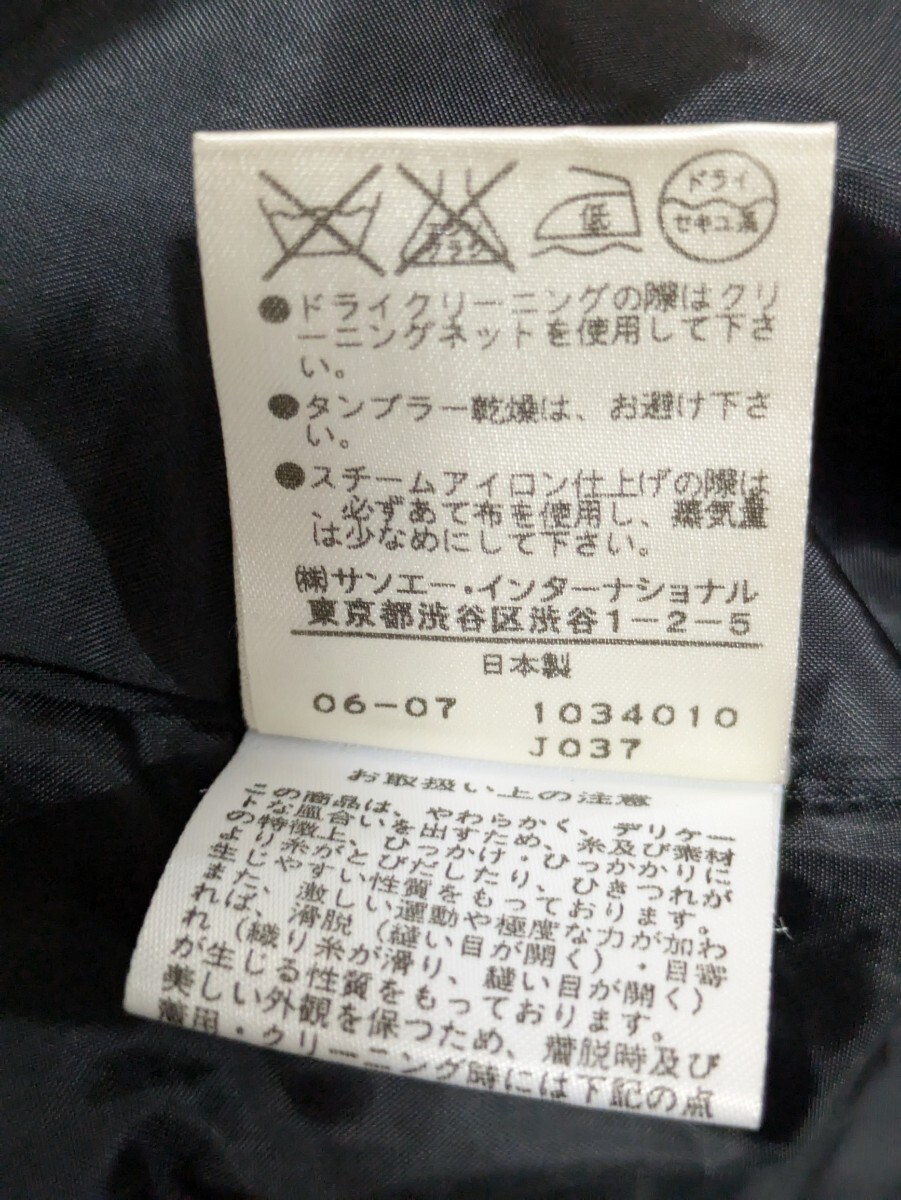 エンソ
サラシ
低
ドライ
セキユ系
●ドライクリーニングの際はクリ
ーニングネットを使用して下さ
い。
●タンブラー乾燥は、お避け下さ
い。
●スチームアイロン仕上げの際は
、必ずあて布を使用し、蒸気量
は少なめにして下さい。
㈱サンエー・インターナショナル
東京都渋谷区渋谷1-2-5
日本製
06-07 1034010
J037
お取扱い上の注意
この商品は、やわらかく、デリケー
トな風合いを出すため、糸及び素材
の特徴上、ひっかけ・ひっかかりに
より糸がとびだしたり、ひきつれが
生じやすい性質をもっております。
また、激しい運動や極度な力が加わ
れば、滑脱（縫い目が開く）・目寄
れ（織り糸が滑り、縫い目が開く）
が生じる性質をもっております。
美しい外観を保つため、着脱時及び
着用・クリーニング時には下記の点